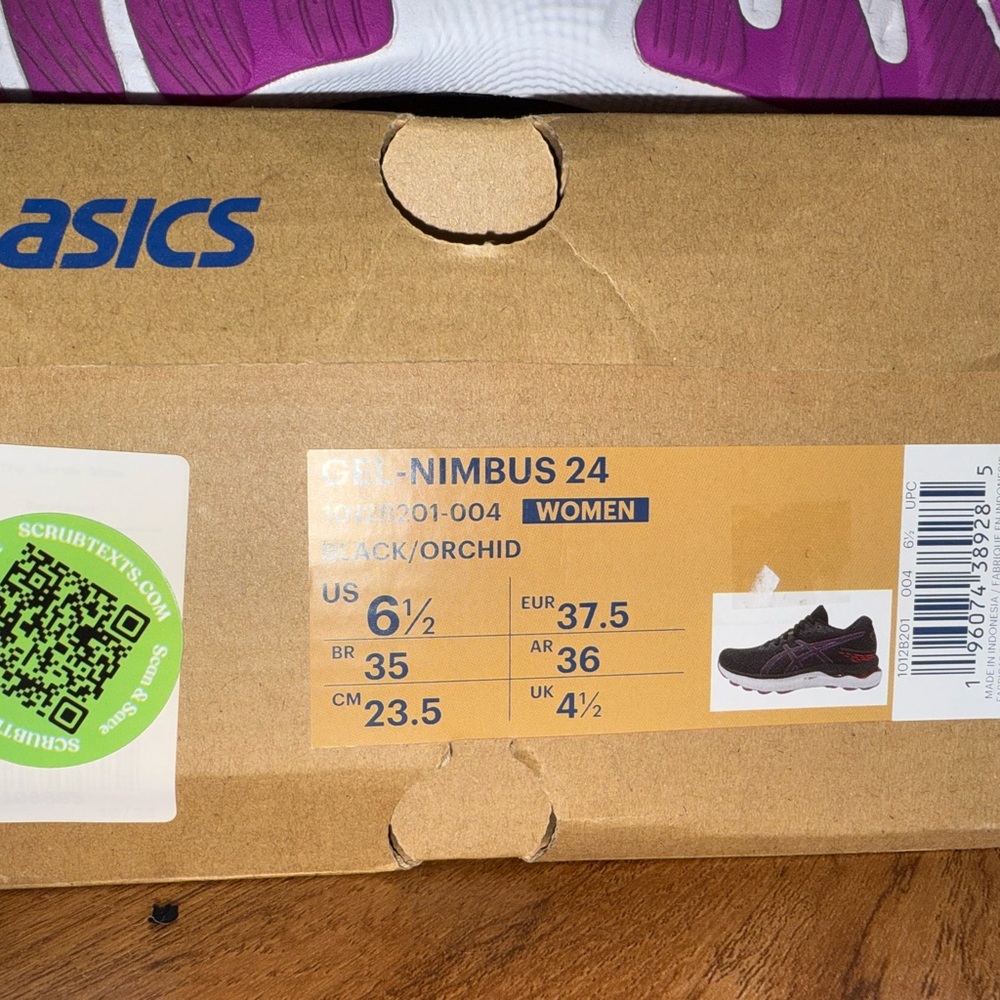 asics
SCRUBTEXTS.COM
Scan & Save
GEL-NIMBUS 24
1012B201-004 WOMEN
BLACK/ORCHID
US 6½ EUR 37.5
BR 35 AR 36
CM 23.5 UK 4½
1012B201 004 6½ UPC
1 96074 38928 5
MADE IN INDONESIA / FABRIQUÉ EN